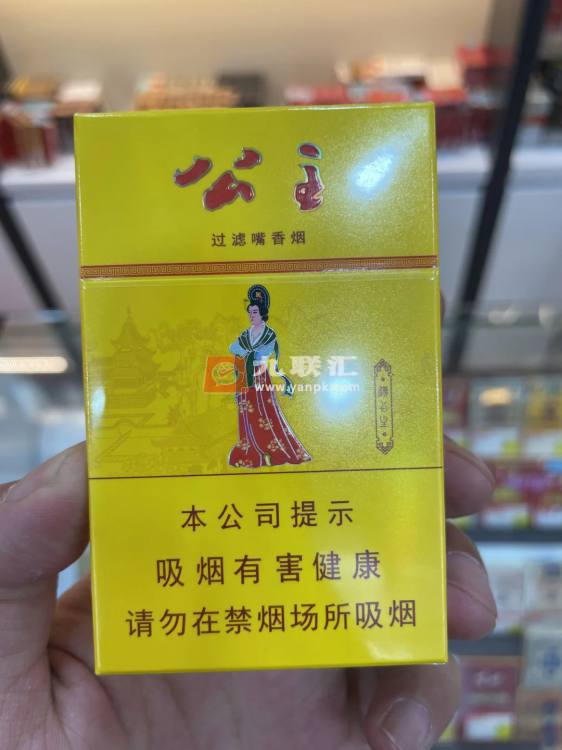 公主
过滤嘴香烟
九联汇
www.yanpk.com
本公司提示
吸烟有害健康
请勿在禁烟场所吸烟